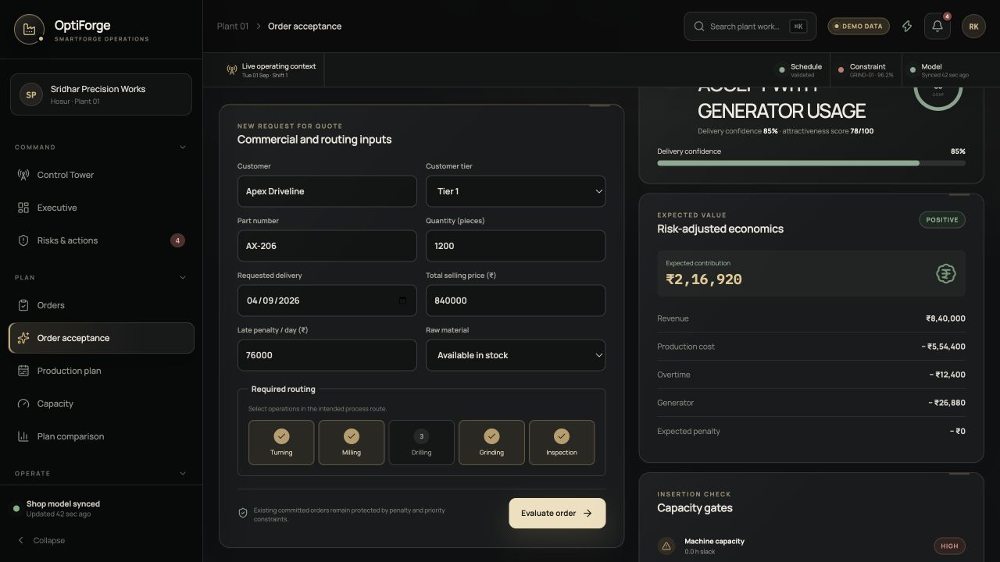 OptiForge
SMARTFORGE OPERATIONS
Plant 01 > Order acceptance
Search plant work...
⌘K
DEMO DATA
4
RK
SP
Sridhar Precision Works
Hosur · Plant 01
Live operating context
Tue 01 Sep · Shift 1
Schedule
Validated
Constraint
GRIND-01 · 96.2%
Model
Synced 42 sec ago
COMMAND
Control Tower
Executive
Risks & actions
4
PLAN
Orders
Order acceptance
Production plan
Capacity
Plan comparison
OPERATE
Shop model synced
Updated 42 sec ago
Collapse
NEW REQUEST FOR QUOTE
Commercial and routing inputs
Customer
Apex Driveline
Customer tier
Tier 1
Part number
AX-206
Quantity (pieces)
1200
Requested delivery
04/09/2026
Total selling price (₹)
840000
Late penalty / day (₹)
76000
Raw material
Available in stock
Required routing
Select operations in the intended process route.
Turning
Milling
3
Drilling
Grinding
Inspection
Existing committed orders remain protected by penalty and priority
constraints.
Evaluate order
ACCEPT WITH
GENERATOR USAGE
Delivery confidence 85% · attractiveness score 78/100
Delivery confidence
85%
EXPECTED VALUE
Risk-adjusted economics
POSITIVE
Expected contribution
₹2,16,920
Revenue
₹8,40,000
Production cost
− ₹5,54,400
Overtime
− ₹12,400
Generator
− ₹26,880
Expected penalty
− ₹0
INSERTION CHECK
Capacity gates
Machine capacity
0.0 h slack
HIGH